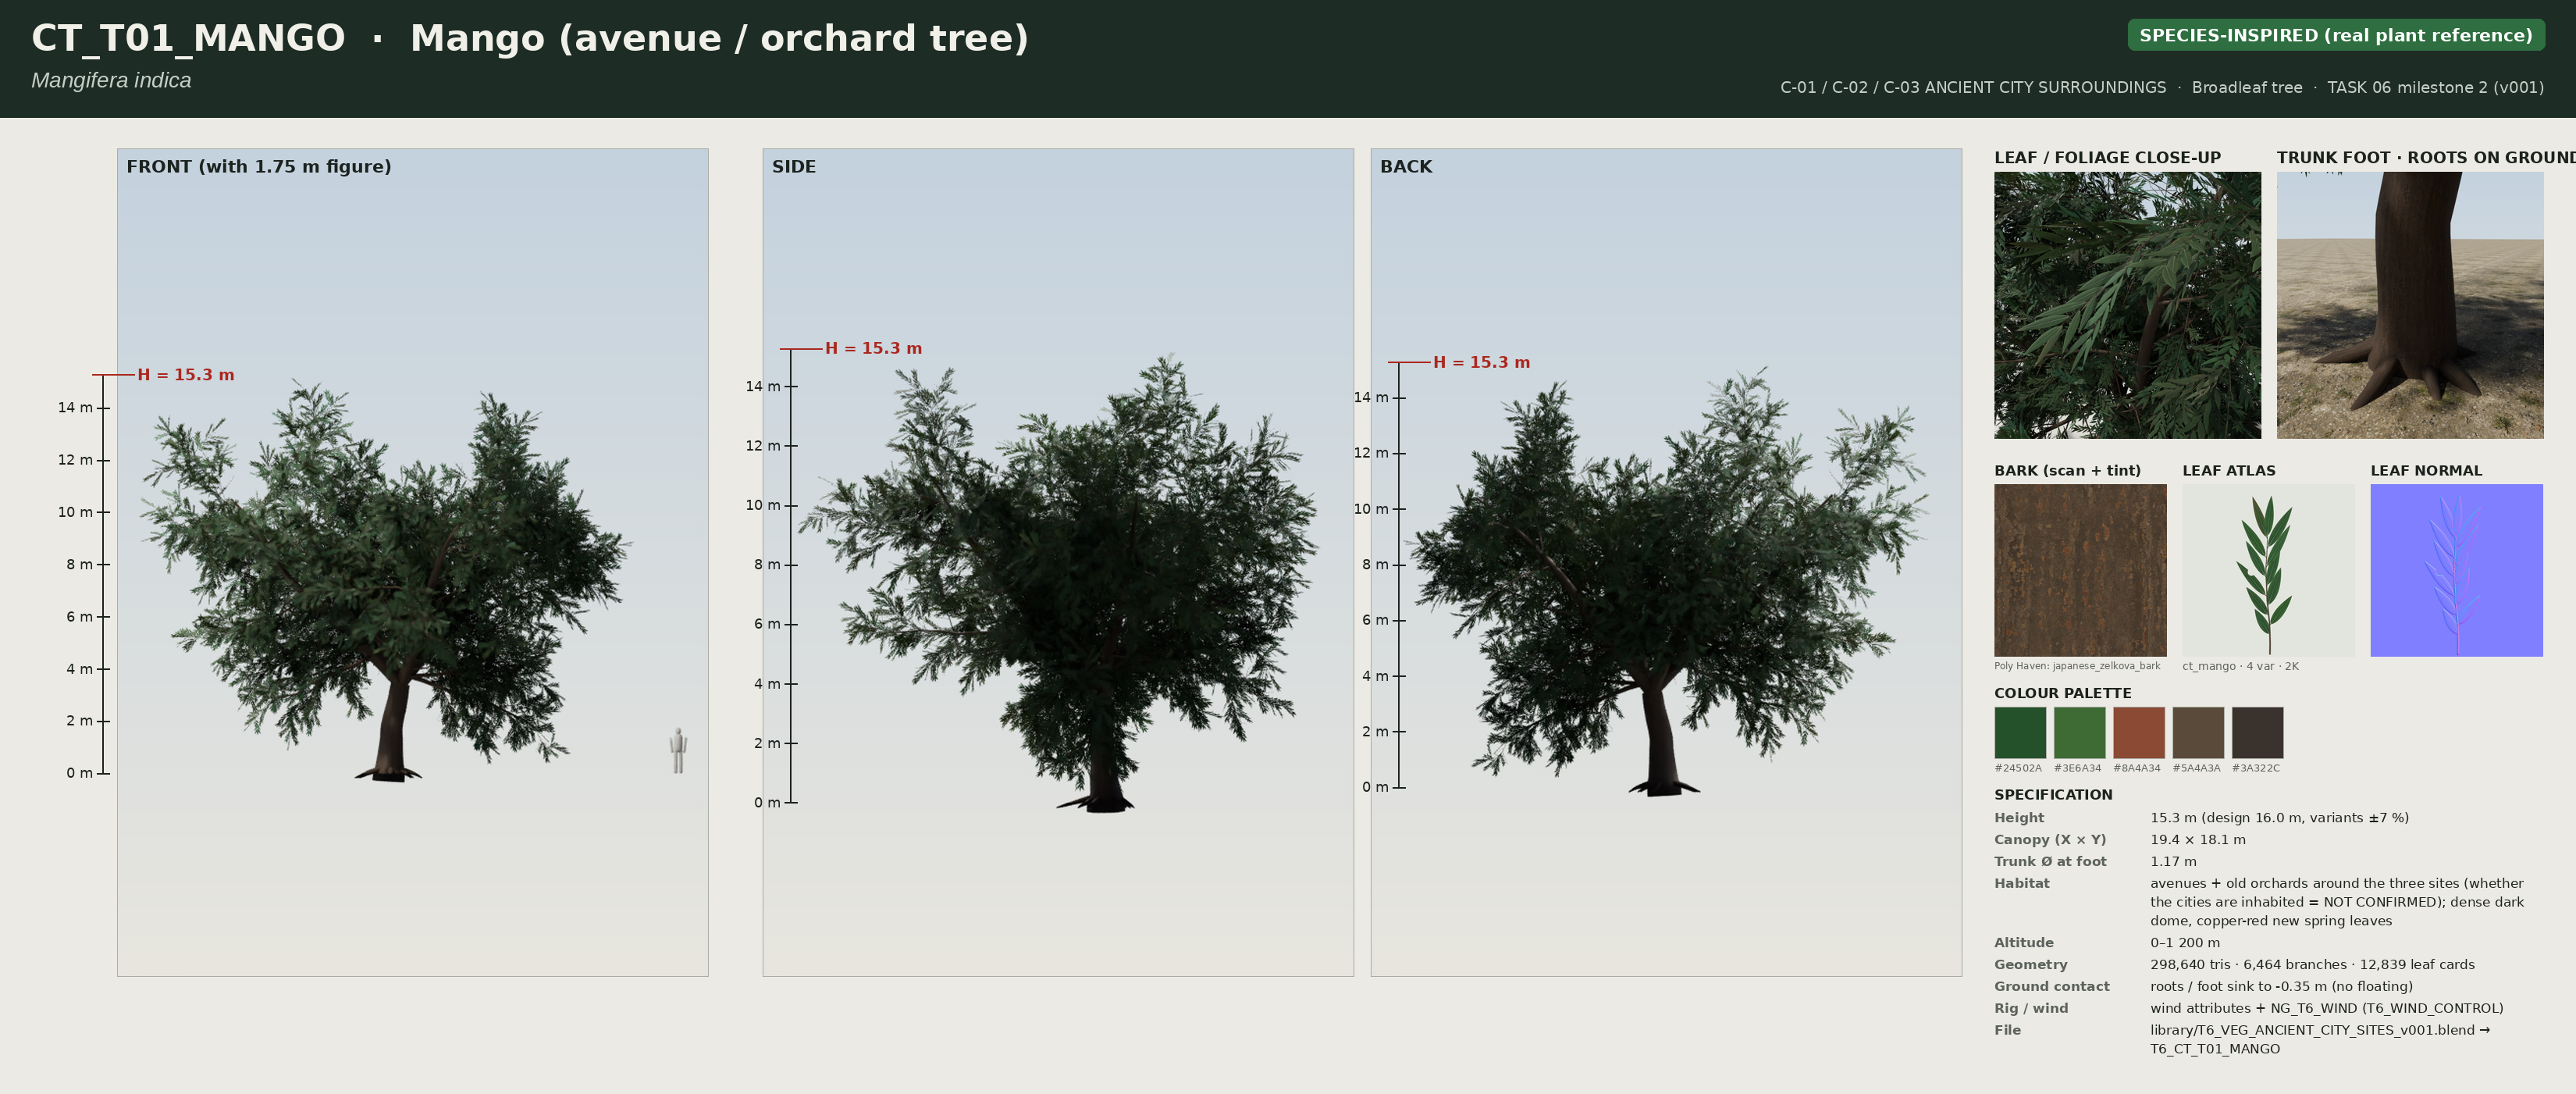 CT_T01_MANGO · Mango (avenue / orchard tree)
Mangifera indica
SPECIES-INSPIRED (real plant reference)
C-01 / C-02 / C-03 ANCIENT CITY SURROUNDINGS · Broadleaf tree · TASK 06 milestone 2 (v001)
FRONT (with 1.75 m figure)
H = 15.3 m
14 m
12 m
10 m
8 m
6 m
4 m
2 m
0 m
SIDE
H = 15.3 m
14 m
12 m
10 m
8 m
6 m
4 m
2 m
0 m
BACK
H = 15.3 m
14 m
12 m
10 m
8 m
6 m
4 m
2 m
0 m
LEAF / FOLIAGE CLOSE-UP
TRUNK FOOT · ROOTS ON GROUND
BARK (scan + tint)
LEAF ATLAS
LEAF NORMAL
Poly Haven: japanese_zelkova_bark
ct_mango · 4 var · 2K
COLOUR PALETTE
#24502A #3E6A34 #8A4A34 #5A4A3A #3A322C
SPECIFICATION
Height 15.3 m (design 16.0 m, variants ±7 %)
Canopy (X × Y) 19.4 × 18.1 m
Trunk Ø at foot 1.17 m
Habitat avenues + old orchards around the three sites (whether
the cities are inhabited = NOT CONFIRMED); dense dark
dome, copper-red new spring leaves
Altitude 0–1 200 m
Geometry 298,640 tris · 6,464 branches · 12,839 leaf cards
Ground contact roots / foot sink to -0.35 m (no floating)
Rig / wind wind attributes + NG_T6_WIND (T6_WIND_CONTROL)
File library/T6_VEG_ANCIENT_CITY_SITES_v001.blend →
T6_CT_T01_MANGO